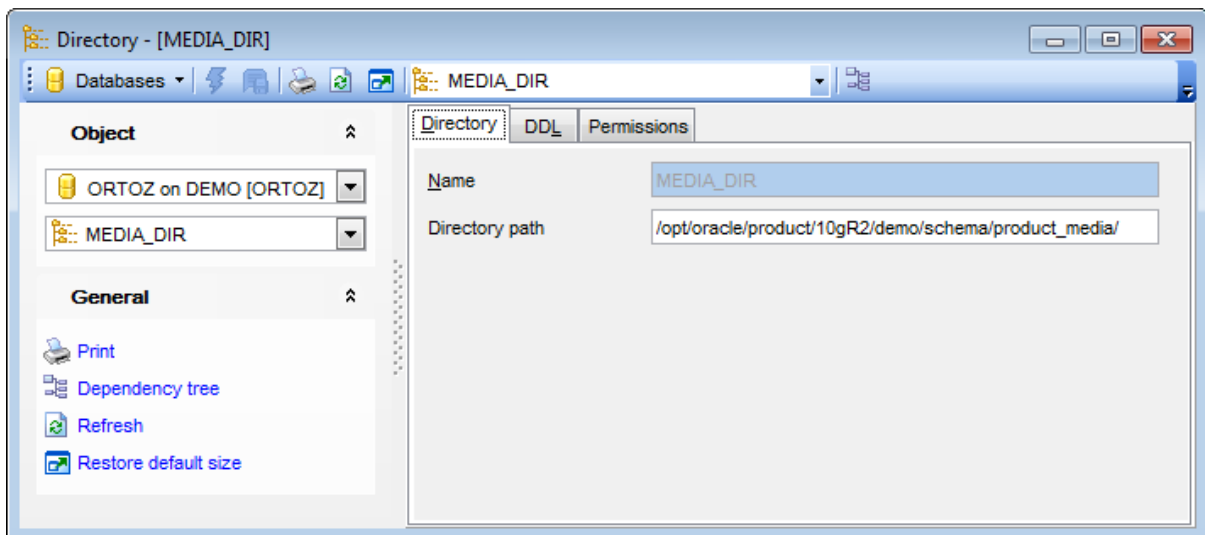 Directory - [MEDIA_DIR]
Databases
MEDIA_DIR
Object
ORTOZ on DEMO [ORTOZ]
MEDIA_DIR
General
Print
Dependency tree
Refresh
Restore default size
Directory DDL Permissions
Name MEDIA_DIR
Directory path /opt/oracle/product/10gR2/demo/schema/product_media/